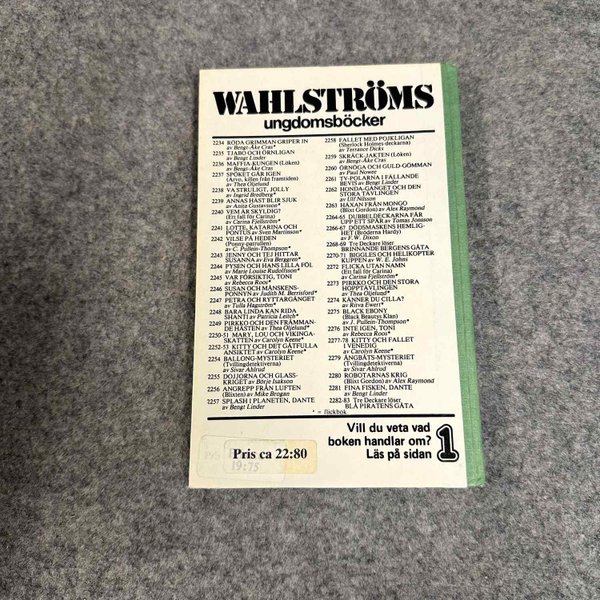 WAHLSTRÖMS
ungdomsböcker
2234 RÖDA GRIMMAN GRIPER IN
av Bengt-Åke Cras*
2235 TJABO OCH ÖRNLIGAN
av Bengt Linder
2236 MAFFIA-KUNGEN (Löken)
av Bengt-Åke Cras
2237 SPÖKET GÅR IGEN
(Arvo, killen från framtiden)
av Thea Oljelund
2238 VA STRULIGT, JOLLY
av Ingrid Bredberg*
2239 ANNAS HÄST BLIR SJUK
av Anita Gustavsson*
2240 VEM ÄR SKYLDIG?
(Ett fall för Carina)
av Carina Fjellström*
2241 LOTTE, KATARINA OCH
PONTUS av Sven Martinson*
2242 VILSE PÅ HEDEN
(Ponny-patrullen)
av C. Pullein-Thompson*
2243 JENNY OCH TEJ HITTAR
SUSANNA av Eva Berggren*
2244 PYSEN OCH HANS LILLA FÖL
av Marie Louise Rudolfsson*
2245 VAR FÖRSIKTIG, TONI
av Rebecca Roos*
2246 SUSAN OCH MÅNSKENS-
PONNYN av Judith M. Berrisford*
2247 PETRA OCH RYTTARGÄNGET
av Tulla Hagström*
2248 BARA LINDA KAN RIDA
SHANTI av Patricia Leitch*
2249 PIRKKO OCH DEN FRÄMMAN-
DE HÄSTEN av Thea Oljelund*
2250-51 MARY, LOU OCH VIKINGA-
SKATTEN av Carolyn Keene*
2252-53 KITTY OCH DET GÅTFULLA
ANSIKTET av Carolyn Keene*
2254 BALLONG-MYSTERIET
(Tvillingdetektiverna)
av Sivar Ahlrud
2255 DOJJORNA OCH GLASS-
KRIGET av Börje Isakson
2256 ANGREPP FRÅN LUFTEN
(Blixten) av Mike Brogan
2257 SPLASH I PLANETEN, DANTE
av Bengt Linder
2258 FALLET MED POJKLIGAN
(Sherlock Holmes deckarna)
av Terrance Dicks
2259 SKRÄCK-JAKTEN (Löken)
av Bengt-Åke Cras
2260 ÖRNÖGA OCH GULD-GÖMMAN
av Paul Nowee
2261 TV-POLARNA I FÄLLANDE
BEVIS av Bengt Linder
2262 HONDA-GÄNGET OCH DEN
STORA TÄVLINGEN
av Ulf Nilsson
2263 HÄXAN FRÅN MONGO
(Blixt Gordon) av Alex Raymond
2264-65 DUBBELDECKARNA FÅR
UPP ETT SPÅR av Tomas Jonsson
2266-67 DÖDSMASKENS HEMLIG-
HET (Bröderna Hardy)
av F.W. Dixon
2268-69 Tre Deckare löser
BRINNANDE BERGENS GÅTA
2270-71 BIGGLES OCH HELIKOPTER
KUPPEN av W. E. Johns
2272 FLICKA UTAN NAMN
(Ett fall för Carina)
av Carina Fjellström*
2273 PIRKKO OCH DEN STORA
HOPPTÄVLINGEN
av Thea Oljelund*
2274 KÄNNER DU CILLA?
av Ritva Ewert*
2275 BLACK EBONY
(Black Beautys Klan)
av J. Pullein-Thompson*
2276 INTE IGEN, TONI
av Rebecca Roos*
2277-78 KITTY OCH FALLET
I VENEDIG
av Carolyn Keene*
2279 ÅNGBÅTS-MYSTERIET
(Tvillingdetektiverna)
av Sivar Ahlrud
2280 ROBOTARNAS KRIG
(Blixt Gordon) av Alex Raymond
2281 FINA FISKEN, DANTE
av Bengt Linder
2282-83 Tre Deckare löser
BLÅ PIRATENS GÅTA
* = flickbok
Vill du veta vad
boken handlar om?
Läs på sidan 1
Pris ca 22:80
19:75